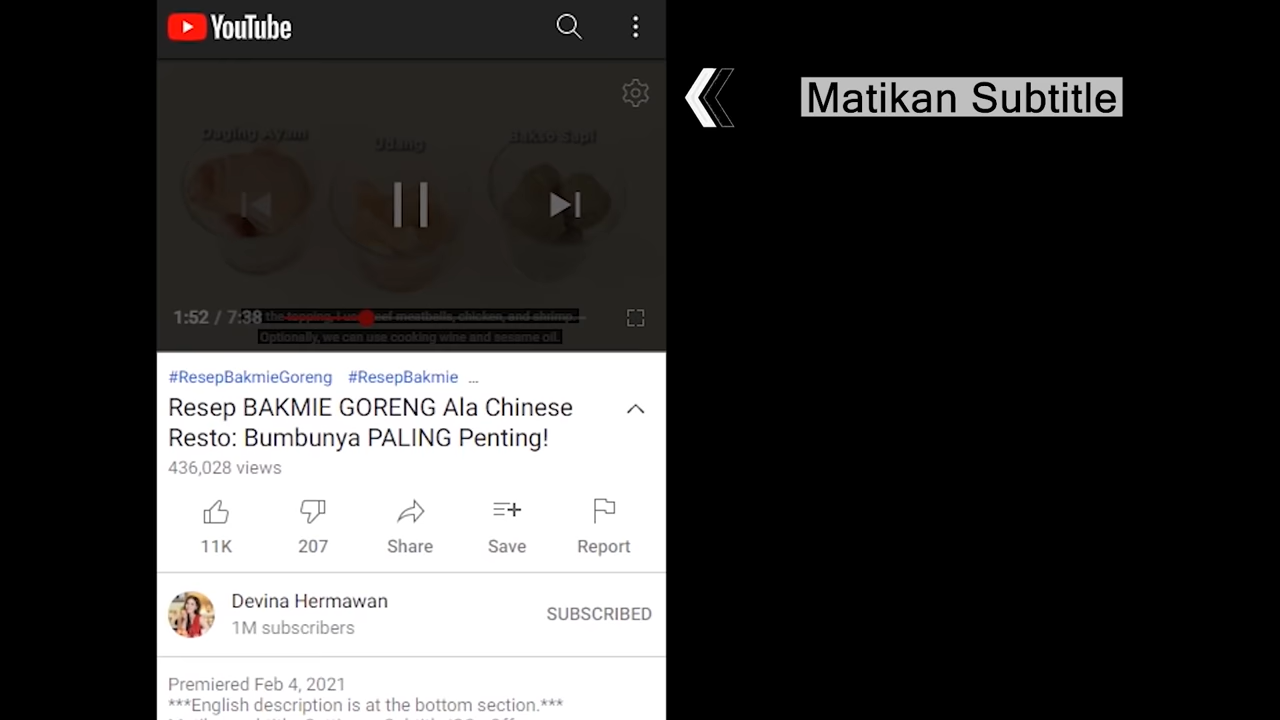 YouTube
Matikan Subtitle
Daging Ayam
Udang
Bakso Sapi
1:52 / 7:38
the topping, I use beef meatballs, chicken, and shrimp.
Optionally, we can use cooking wine and sesame oil.
#ResepBakmieGoreng #ResepBakmie ...
Resep BAKMIE GORENG Ala Chinese
Resto: Bumbunya PALING Penting!
436,028 views
11K 207 Share Save Report
Devina Hermawan
SUBSCRIBED
1M subscribers
Premiered Feb 4, 2021
***English description is at the bottom section.***